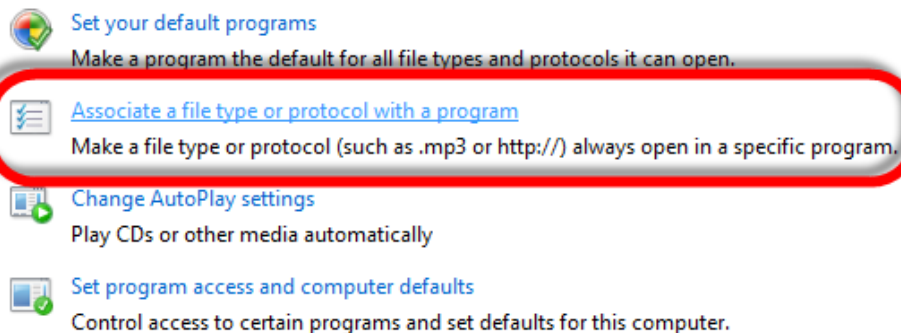 Set your default programs
Make a program the default for all file types and protocols it can open.
Associate a file type or protocol with a program
Make a file type or protocol (such as .mp3 or http://) always open in a specific program.
Change AutoPlay settings
Play CDs or other media automatically
Set program access and computer defaults
Control access to certain programs and set defaults for this computer.